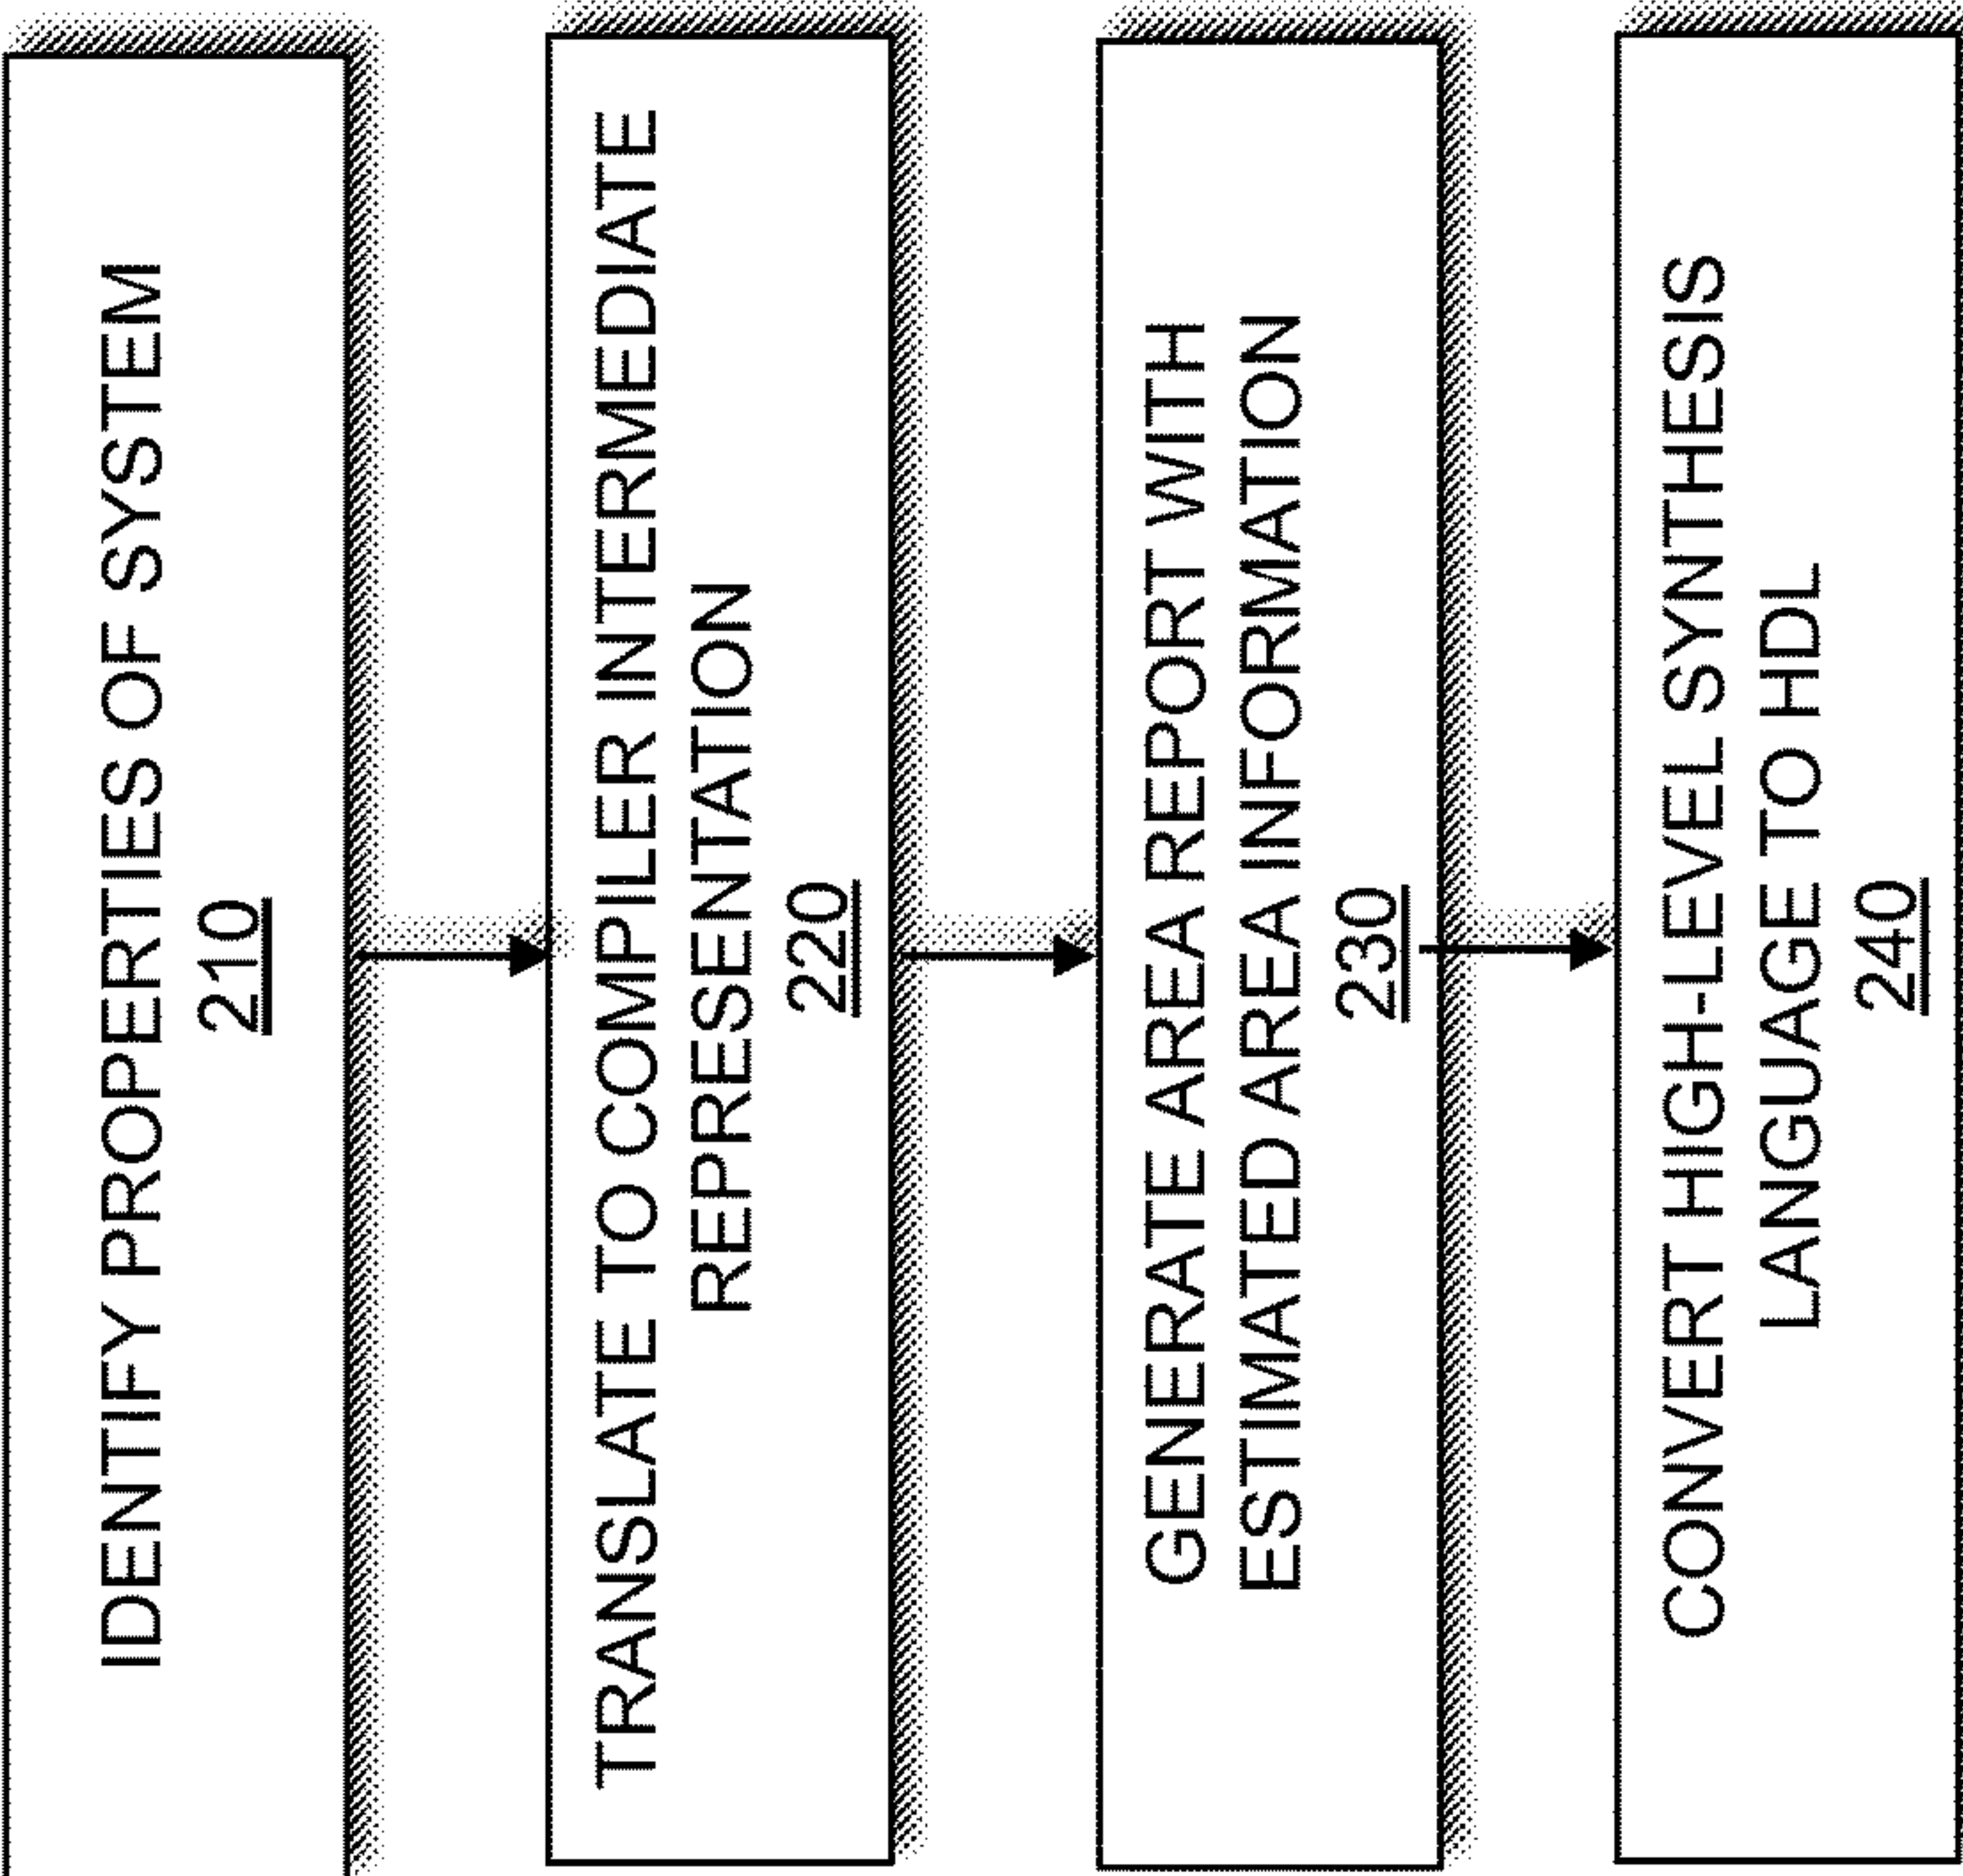 IDENTIFY PROPERTIES OF SYSTEM
210
TRANSLATE TO COMPILER INTERMEDIATE
REPRESENTATION
220
GENERATE AREA REPORT WITH
ESTIMATED AREA INFORMATION
230
CONVERT HIGH-LEVEL SYNTHESIS
LANGUAGE TO HDL
240